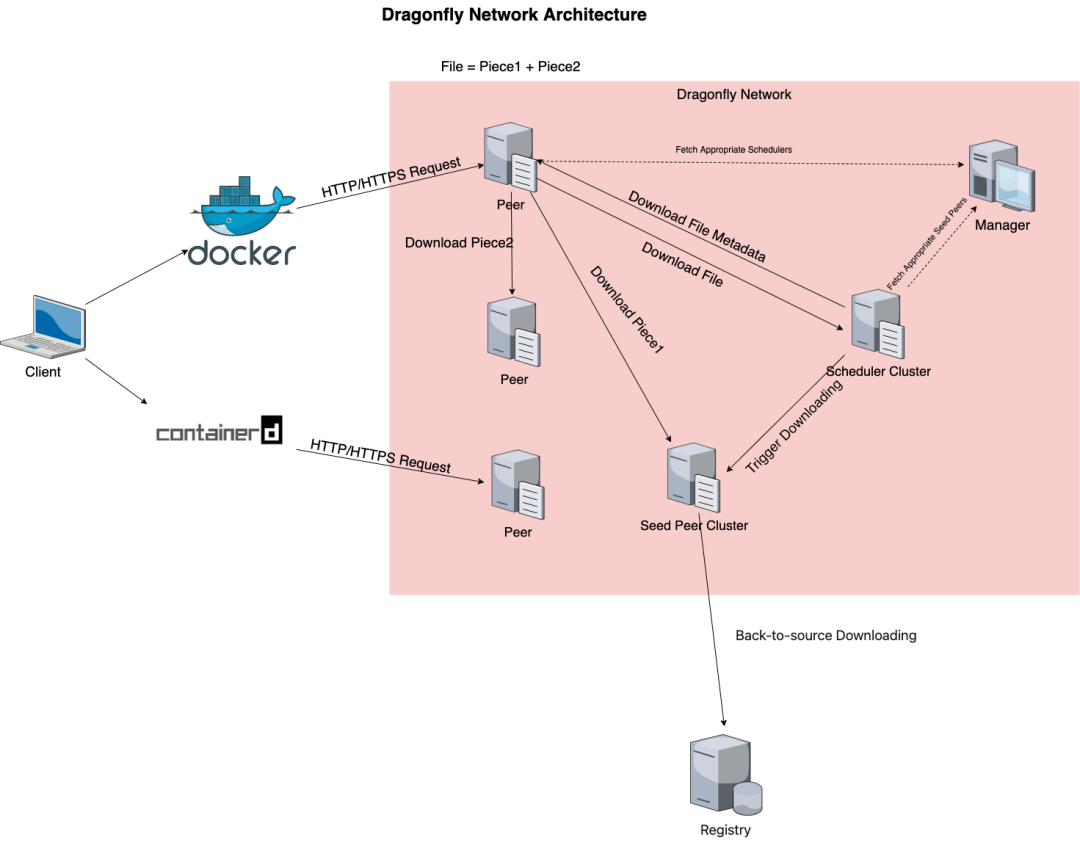 Dragonfly Network Architecture
File = Piece1 + Piece2
Dragonfly Network
Fetch Appropriate Schedulers
HTTP/HTTPS Request
Peer
Download File Metadata
Manager
docker
Download Piece2
Download File
Fetch Appropriate Seed Peers
Download Piece1
Client
Peer
Scheduler Cluster
Trigger Downloading
containerd
HTTP/HTTPS Request
Peer
Seed Peer Cluster
Back-to-source Downloading
Registry